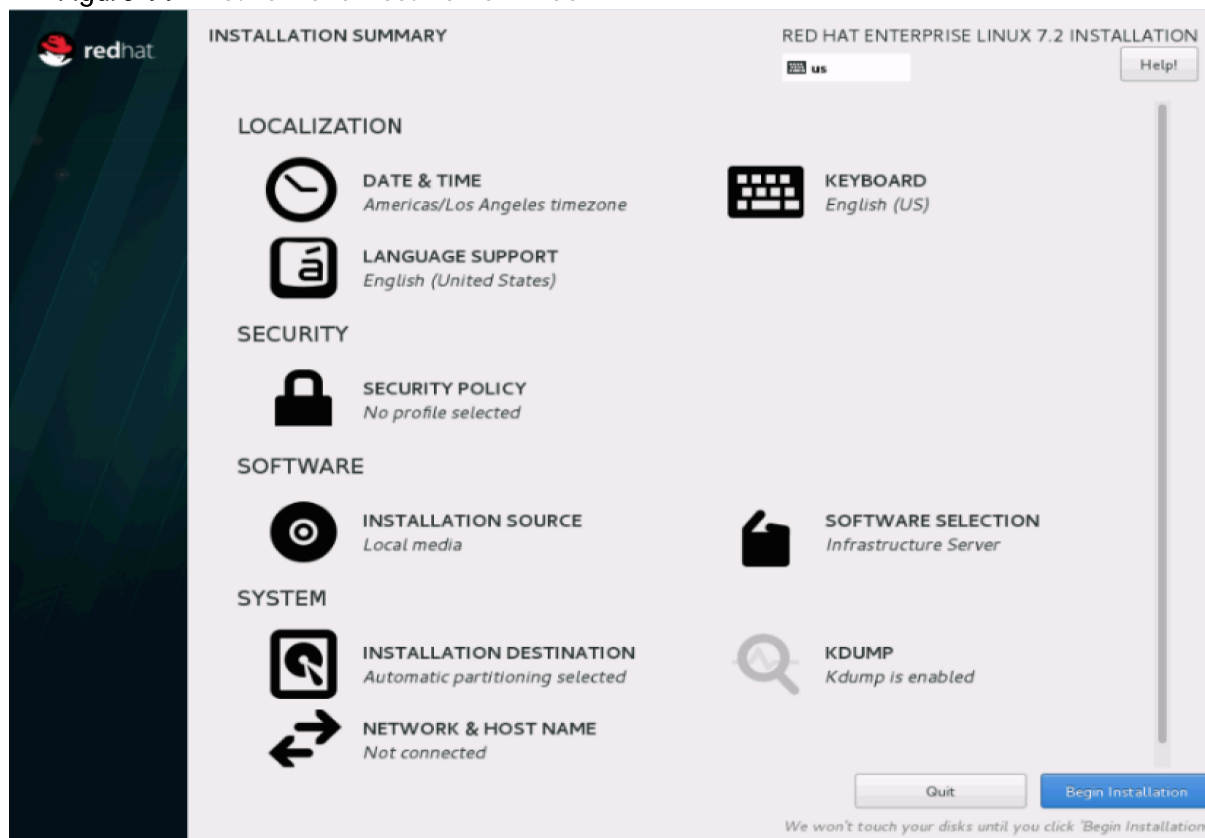 redhat
INSTALLATION SUMMARY
RED HAT ENTERPRISE LINUX 7.2 INSTALLATION
us
Help!
LOCALIZATION
DATE & TIME
Americas/Los Angeles timezone
KEYBOARD
English (US)
á
LANGUAGE SUPPORT
English (United States)
SECURITY
SECURITY POLICY
No profile selected
SOFTWARE
INSTALLATION SOURCE
Local media
SOFTWARE SELECTION
Infrastructure Server
SYSTEM
INSTALLATION DESTINATION
Automatic partitioning selected
KDUMP
Kdump is enabled
NETWORK & HOST NAME
Not connected
Quit
Begin Installation
We won't touch your disks until you click 'Begin Installation